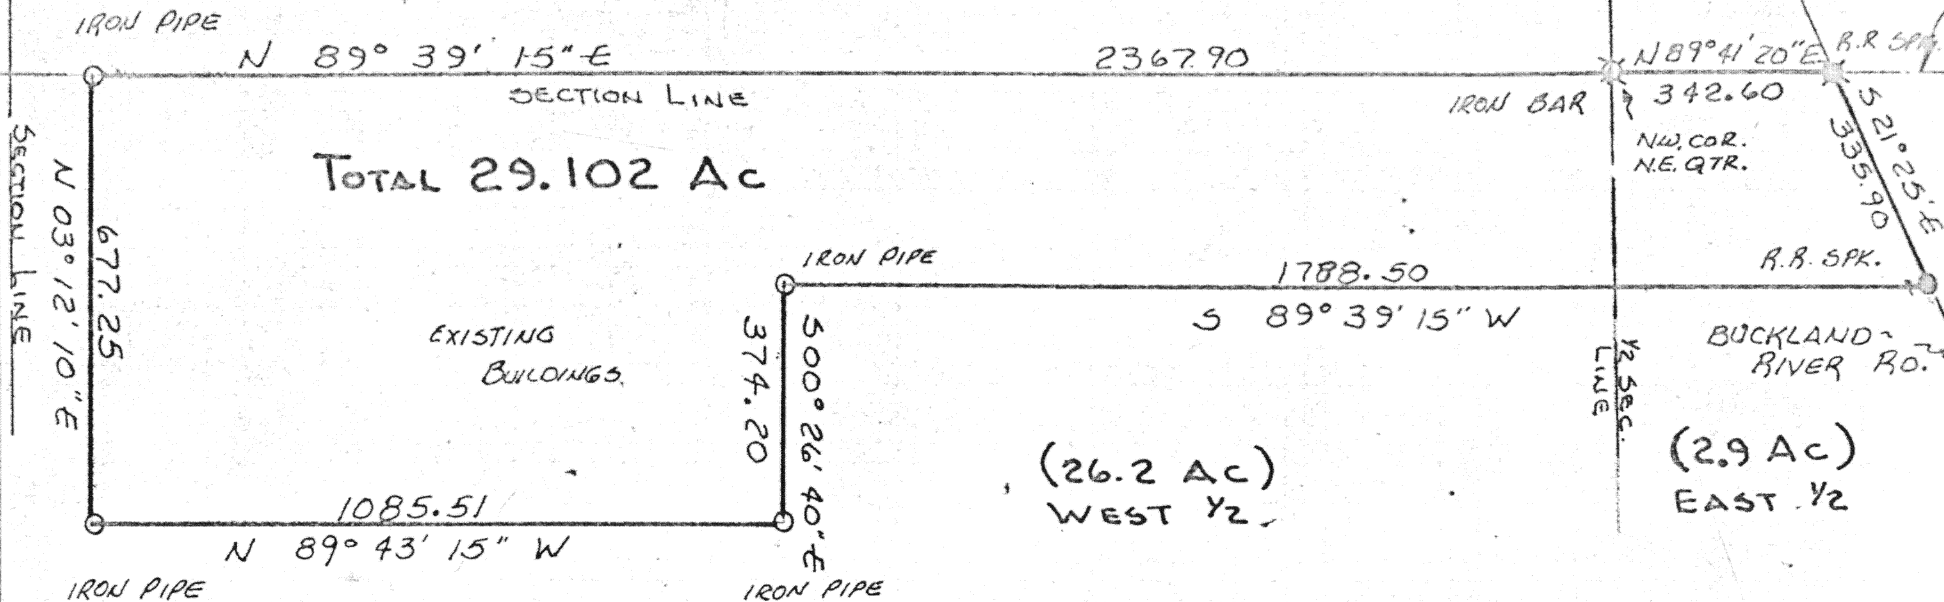 IRON PIPE
N 89° 39' 15" E
2367.90
N 89° 41' 20" E
R.R SPK.
SECTION LINE
IRON BAR
342.60
S 21° 25' E
335.90
NW. COR.
N.E. QTR.
SECTION LINE
N 03° 12' 10" E
677.25
TOTAL 29.102 AC
IRON PIPE
1788.50
R.R. SPK.
S 89° 39' 15" W
EXISTING
BUILDINGS
374.20
S 00° 26' 40" E
BUCKLAND-
RIVER RD.
1/2 SEC.
LINE
(26.2 AC)
WEST 1/2
(2.9 AC)
EAST 1/2
1085.51
N 89° 43' 15" W
IRON PIPE
IRON PIPE